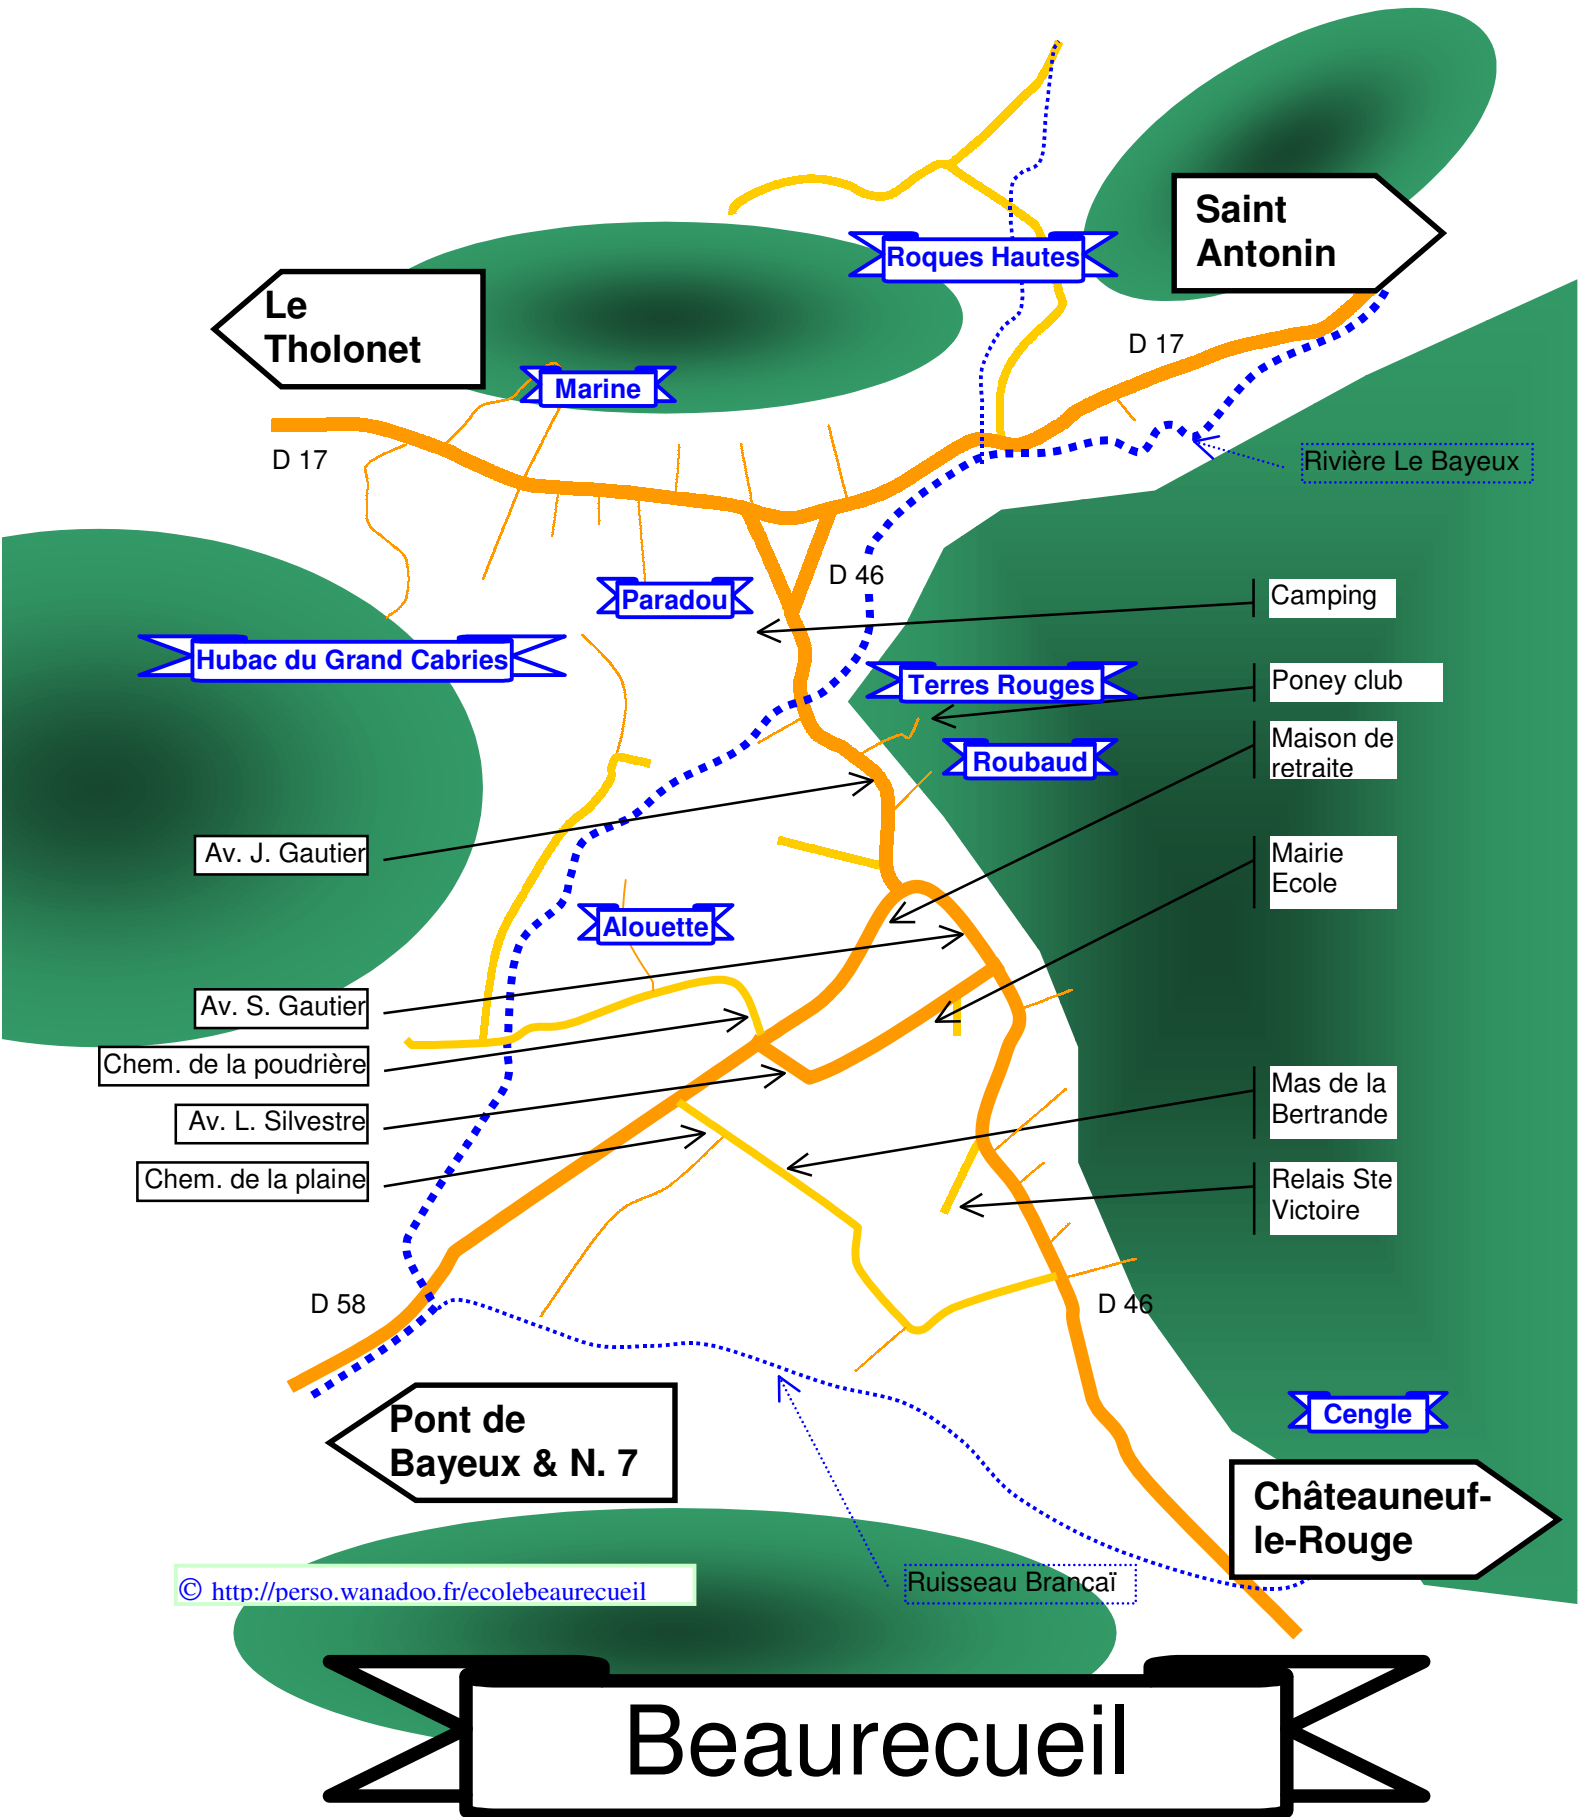 Saint
Antonin
Roques Hautes
Le
Tholonet
D 17
Marine
D 17
Rivière Le Bayeux
D 46
Camping
Paradou
Hubac du Grand Cabries
Terres Rouges
Poney club
Maison de
retraite
Roubaud
Av. J. Gautier
Mairie
Ecole
Alouette
Av. S. Gautier
Chem. de la poudrière
Mas de la
Bertrande
Av. L. Silvestre
Chem. de la plaine
Relais Ste
Victoire
D 58
D 46
Pont de
Bayeux & N. 7
Cengle
Châteauneuf-
le-Rouge
Ruisseau Brancaï
© http://perso.wanadoo.fr/ecolebeaurecueil
Beaurecueil